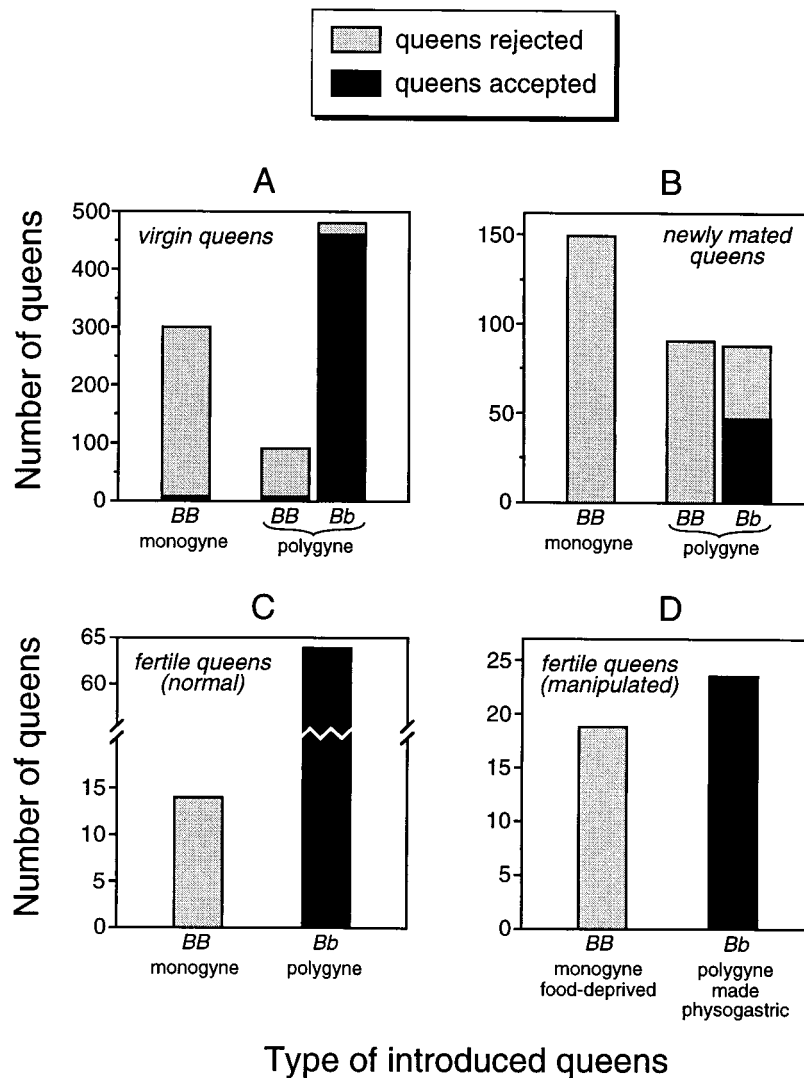 queens rejected
queens accepted
A
B
Number of queens
500
400
300
200
100
0
virgin queens
BB
BB
Bb
monogyne
polygyne
150
100
50
0
newly mated
queens
BB
BB
Bb
monogyne
polygyne
C
D
Number of queens
65
60
15
10
5
0
fertile queens
(normal)
BB
Bb
monogyne
polygyne
25
20
15
10
5
0
fertile queens
(manipulated)
BB
Bb
monogyne
food-deprived
polygyne
made
physogastric
Type of introduced queens